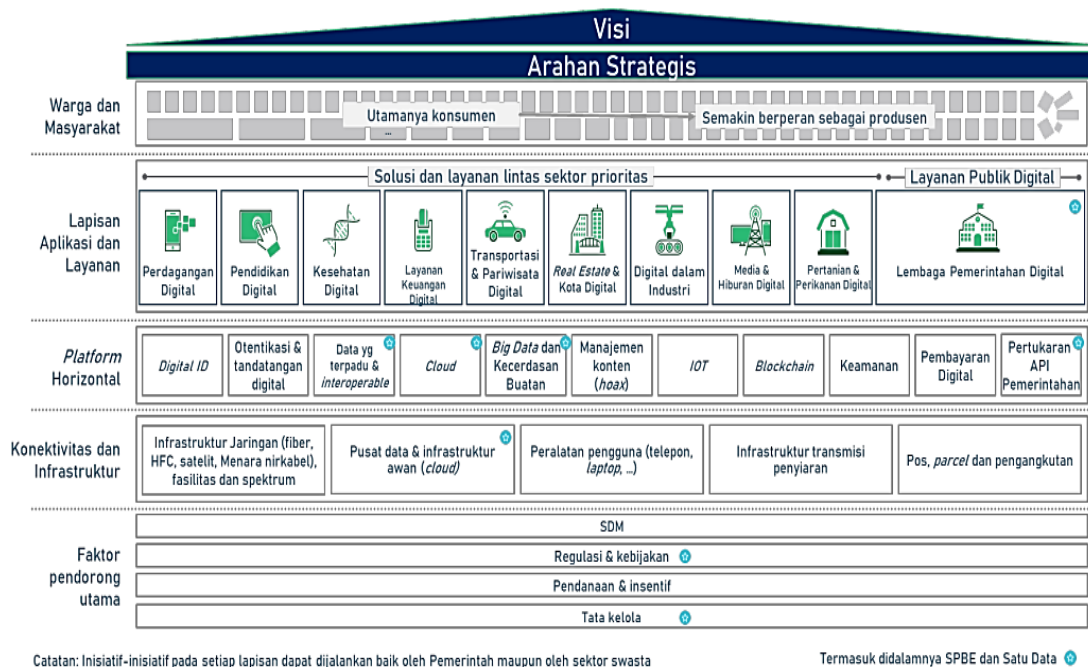 Visi
Arahan Strategis
Warga dan
Masyarakat
Utamanya konsumen
...
Semakin berperan sebagai produsen
Solusi dan layanan lintas sektor prioritas
Layanan Publik Digital
Lapisan
Aplikasi dan
Layanan
Perdagangan
Digital
Pendidikan
Digital
Kesehatan
Digital
Layanan
Keuangan
Digital
Transportasi
& Pariwisata
Digital
Real Estate &
Kota Digital
Digital dalam
Industri
Media &
Hiburan Digital
Pertanian &
Perikanan Digital
Lembaga Pemerintahan Digital
Platform
Horizontal
Digital ID
Otentikasi &
tandatangan
digital
Data yg
terpadu &
interoperable
Cloud
Big Data dan
Kecerdasan
Buatan
Manajemen
konten
(hoax)
IOT
Blockchain
Keamanan
Pembayaran
Digital
Pertukaran
API
Pemerintahan
Konektivitas dan
Infrastruktur
Infrastruktur Jaringan (fiber,
HFC, satelit, Menara nirkabel),
fasilitas dan spektrum
Pusat data & infrastruktur
awan (cloud)
Peralatan pengguna (telepon,
laptop, ...)
Infrastruktur transmisi
penyiaran
Pos, parcel dan pengangkutan
Faktor
pendorong
utama
SDM
Regulasi & kebijakan
Pendanaan & insentif
Tata kelola
Catatan: Inisiatif-inisiatif pada setiap lapisan dapat dijalankan baik oleh Pemerintah maupun oleh sektor swasta
Termasuk didalamnya SPBE dan Satu Data